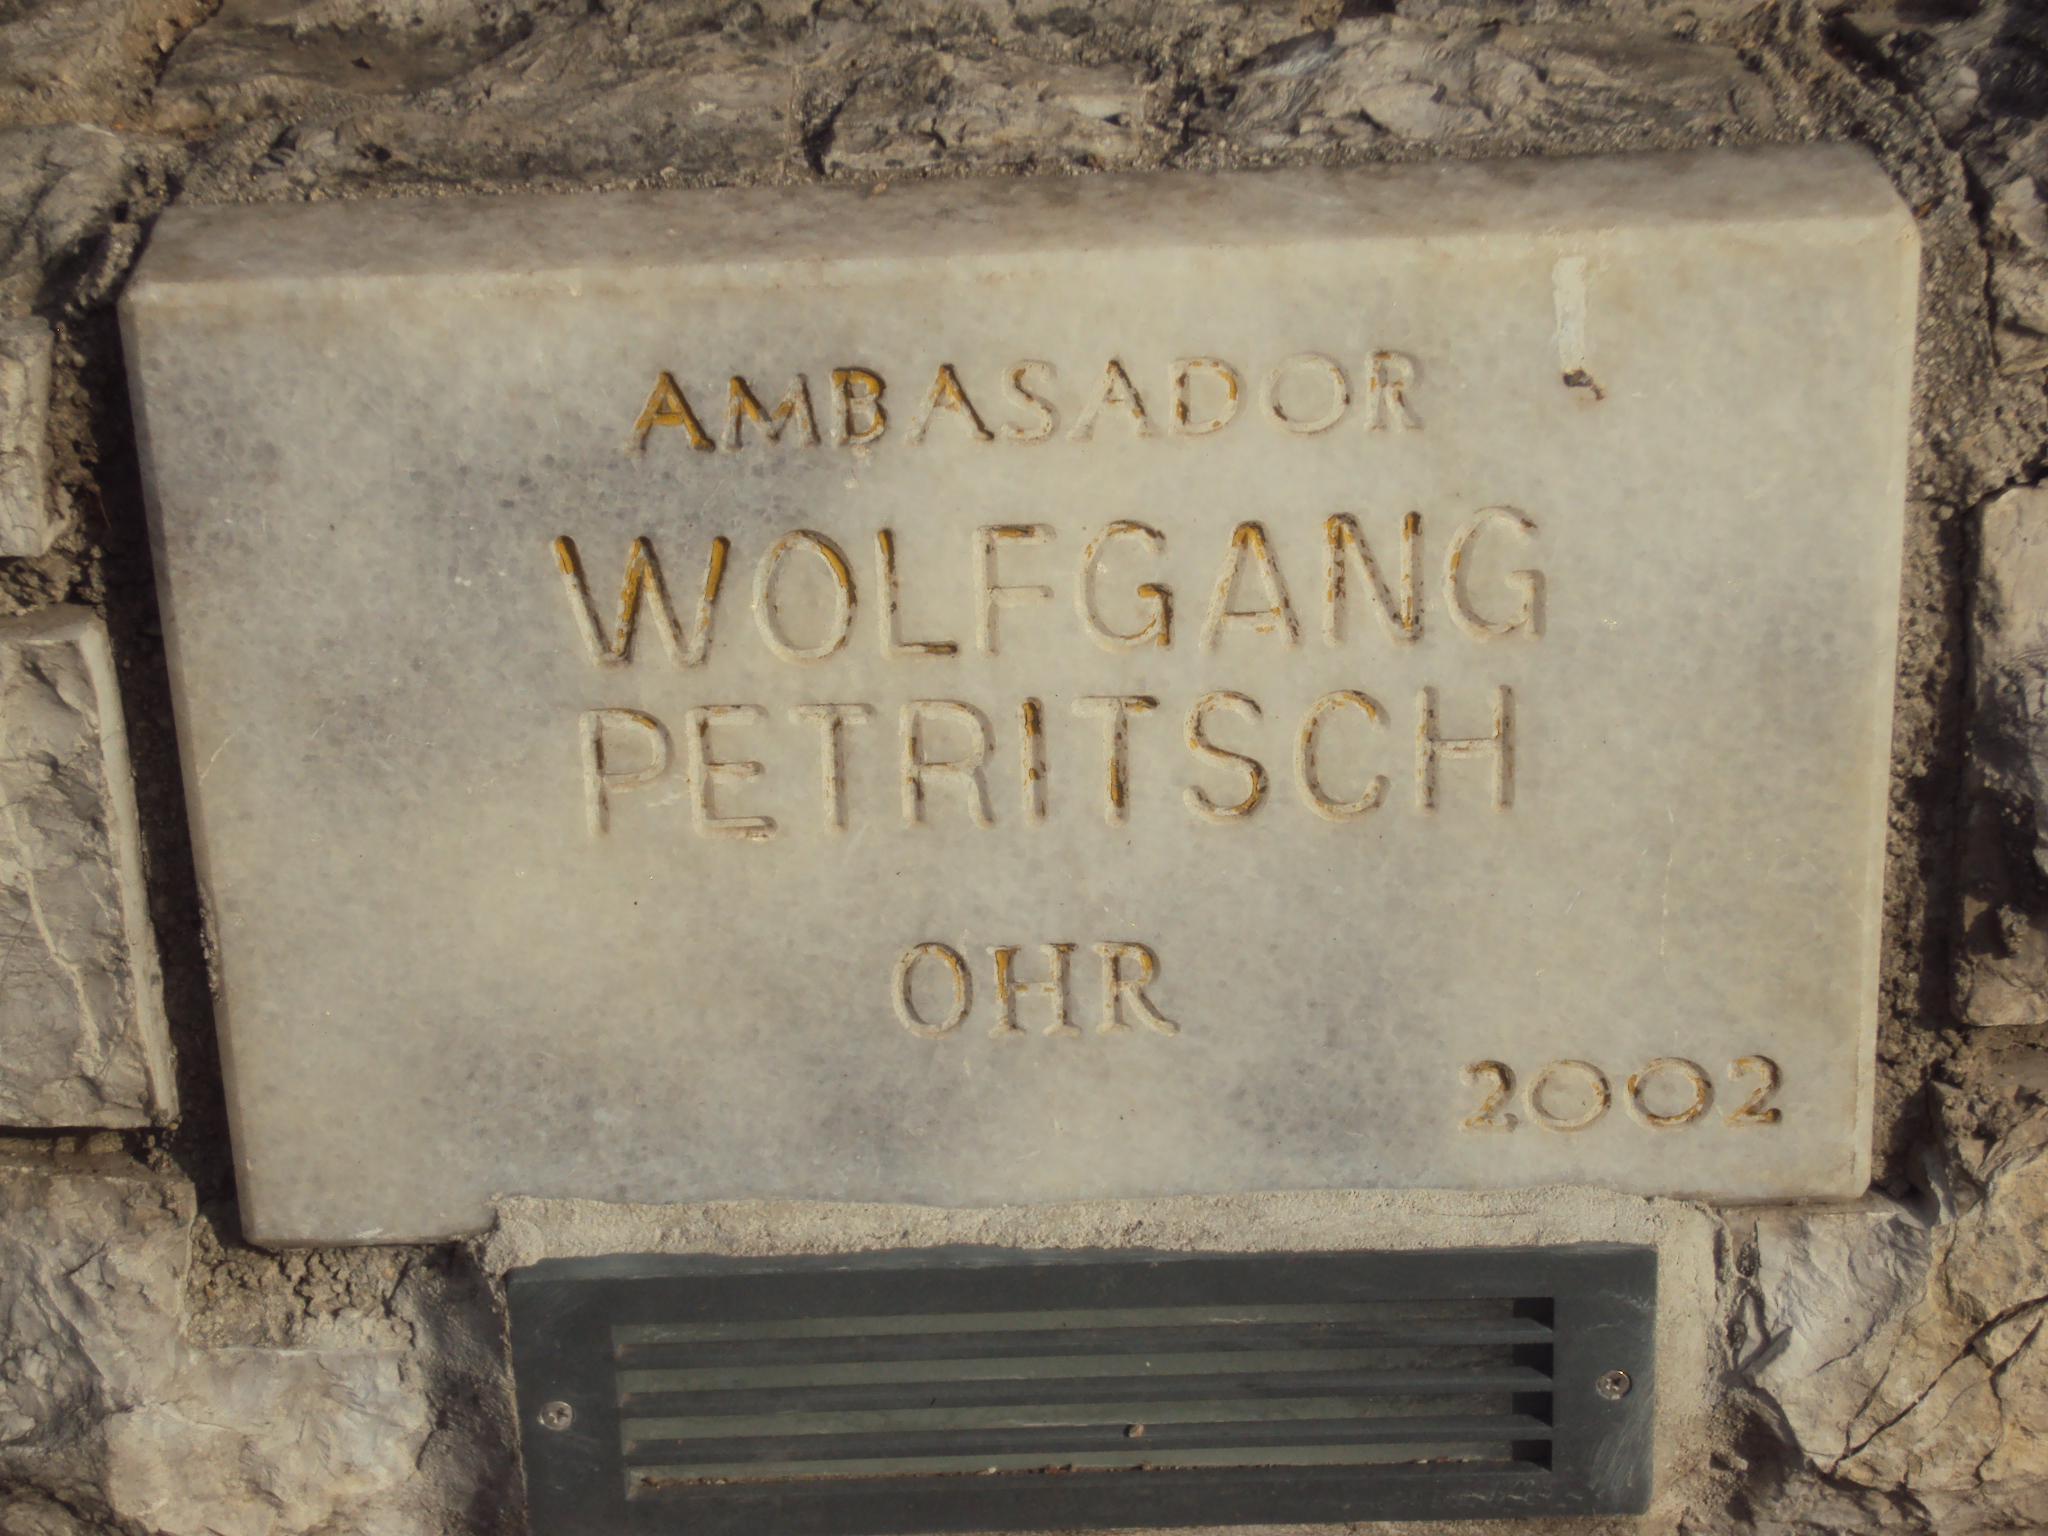 AMBASADOR
WOLFGANG
PETRITSCH
OHR
2002